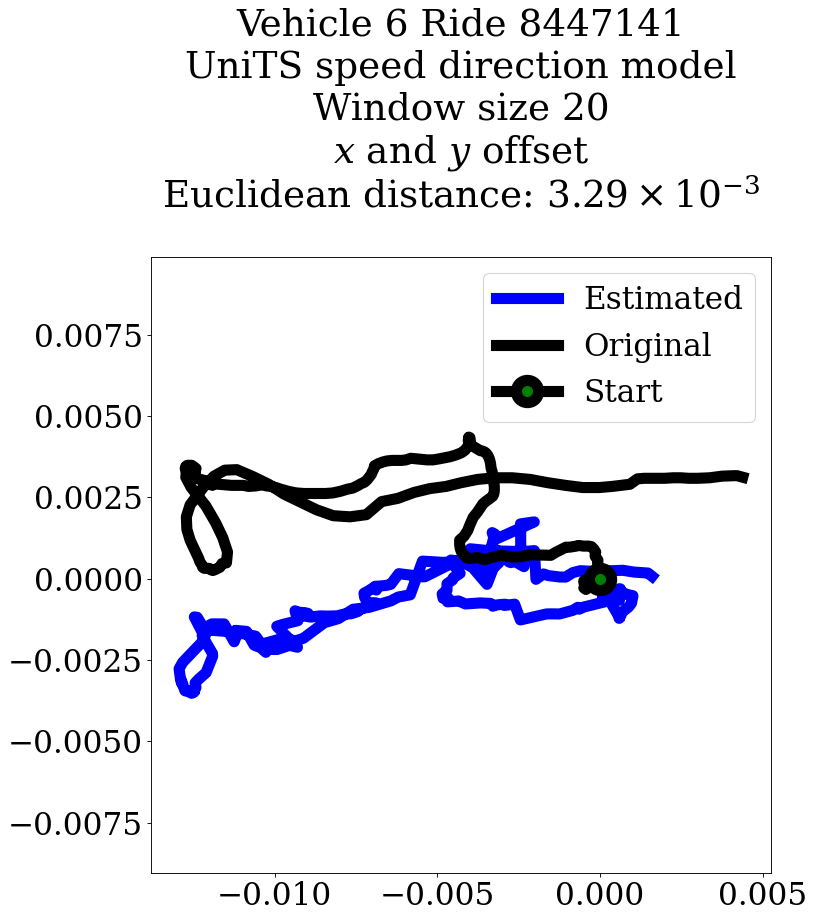 Vehicle 6 Ride 8447141
UniTS speed direction model
Window size 20
x and y offset
Euclidean distance: 3.29 × 10⁻³
Estimated
Original
Start
0.0075
0.0050
0.0025
0.0000
−0.0025
−0.0050
−0.0075
−0.010 −0.005 0.000 0.005